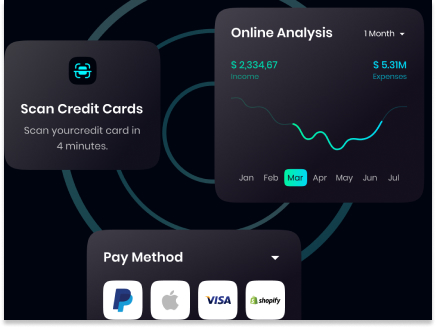 Online Analysis
1 Month
$ 2,334,67
$ 5.31M
Income
Expenses
Scan Credit Cards
Scan yourcredit card in
4 minutes.
Jan Feb Mar Apr May Jun Jul
Pay Method
VISA
shopify